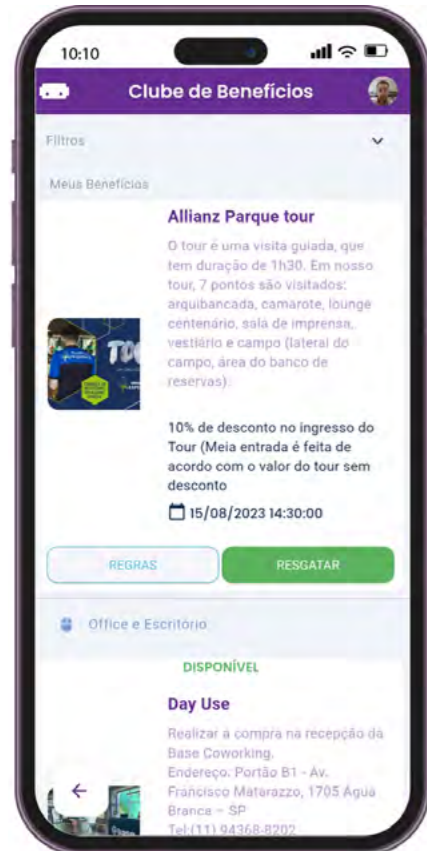 10:10
Clube de Benefícios
Filtros
Meus Benefícios
Allianz Parque tour
O tour é uma visita guiada, que
tem duração de 1h30. Em nosso
tour, 7 pontos são visitados:
arquibancada, camarote, lounge
centenário, sala de imprensa,
vestiário e campo (lateral do
campo, área do banco de
reservas).
10% de desconto no ingresso do
Tour (Meia entrada é feita de
acordo com o valor do tour sem
desconto
15/08/2023 14:30:00
REGRAS
RESGATAR
Office e Escritório
DISPONÍVEL
Day Use
Realizar a compra na recepção da
Base Coworking.
Endereço: Portão B1 - Av.
Francisco Matarazzo, 1705 Água
Branca – SP
Tel:(11) 94368-8202